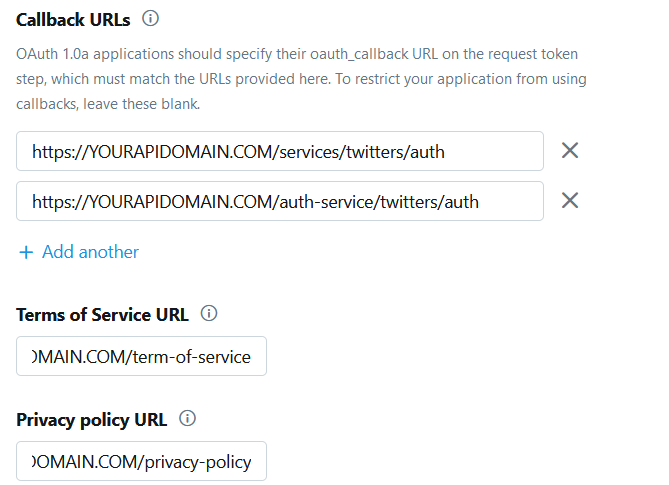 Callback URLs
OAuth 1.0a applications should specify their oauth_callback URL on the request token
step, which must match the URLs provided here. To restrict your application from using
callbacks, leave these blank.
https://YOURAPIDOMAIN.COM/services/twitters/auth
https://YOURAPIDOMAIN.COM/auth-service/twitters/auth
+ Add another
Terms of Service URL
OMAIN.COM/term-of-service
Privacy policy URL
DOMAIN.COM/privacy-policy